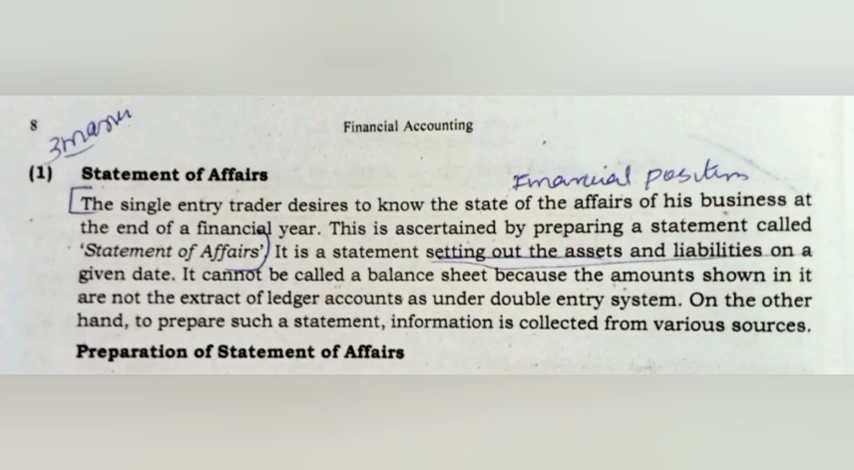 8
Financial Accounting
3marks
(1) Statement of Affairs
Financial position
The single entry trader desires to know the state of the affairs of his business at
the end of a financial year. This is ascertained by preparing a statement called
'Statement of Affairs'. It is a statement setting out the assets and liabilities on a
given date. It cannot be called a balance sheet because the amounts shown in it
are not the extract of ledger accounts as under double entry system. On the other
hand, to prepare such a statement, information is collected from various sources.
Preparation of Statement of Affairs